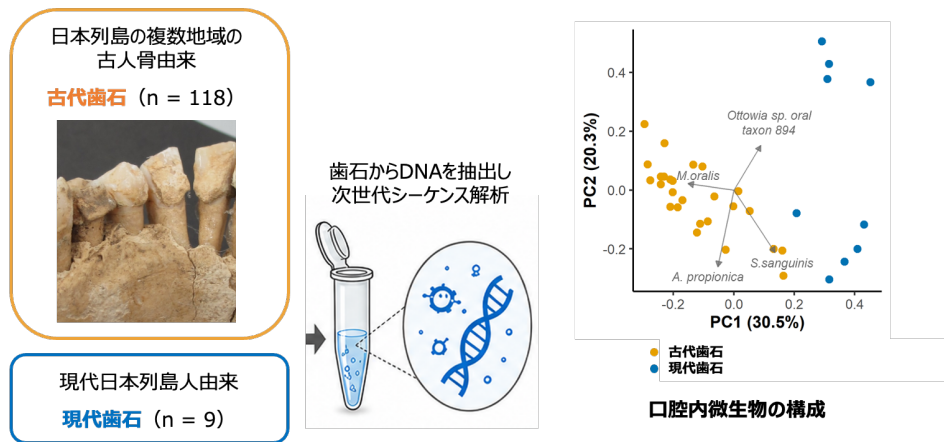 日本列島の複数地域の
古人骨由来
古代歯石（n = 118）
現代日本列島人由来
現代歯石（n = 9）
歯石からDNAを抽出し
次世代シーケンス解析
PC2 (20.3%)
0.4
0.2
0.0
-0.2
Ottowia sp. oral
taxon 894
M.oralis
A. propionica
S.sanguinis
-0.2
0.0
0.2
0.4
PC1 (30.5%)
古代歯石
現代歯石
口腔内微生物の構成